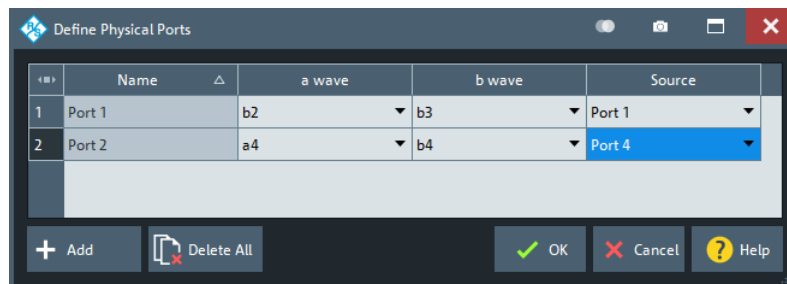 Define Physical Ports
Name a wave b wave Source
1 Port 1 b2 b3 Port 1
2 Port 2 a4 b4 Port 4
Add Delete All OK Cancel ? Help